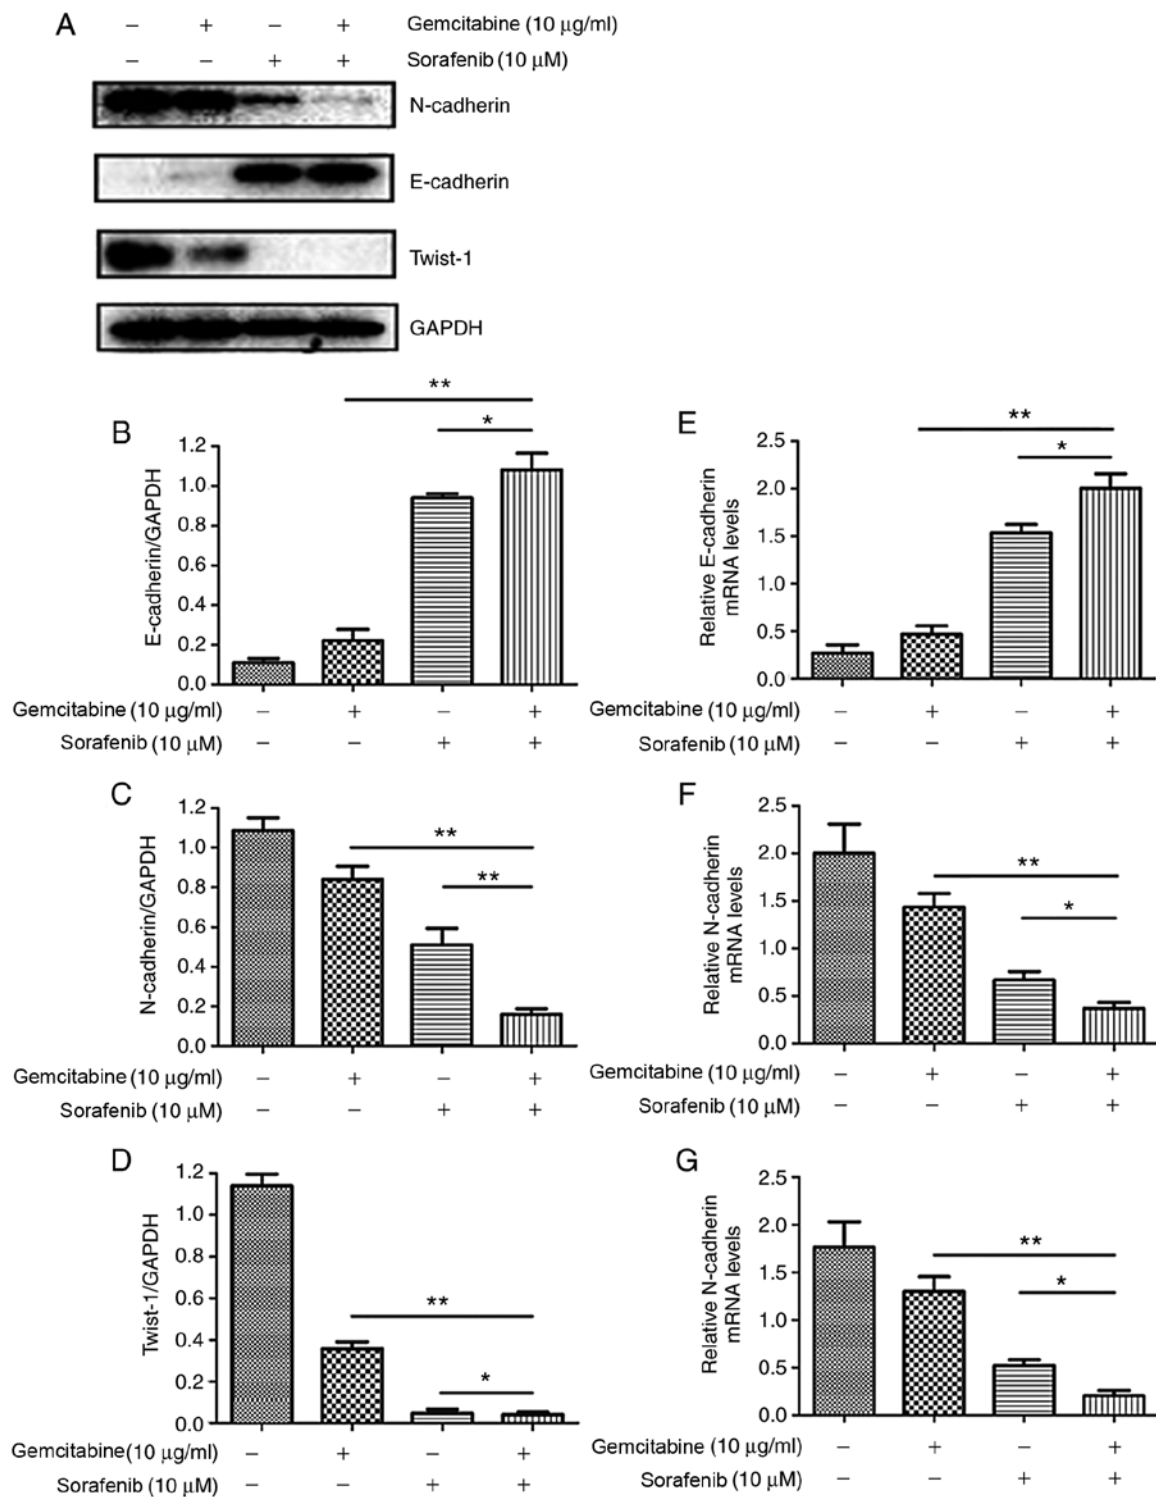 A
− + − + Gemcitabine (10 μg/ml)
− − + + Sorafenib (10 μM)
N-cadherin
E-cadherin
Twist-1
GAPDH
B
**
*
E-cadherin/GAPDH
1.2
1.0
0.8
0.6
0.4
0.2
0.0
Gemcitabine (10 μg/ml) − + − +
Sorafenib (10 μM) − − + +
C
**
**
N-cadherin/GAPDH
1.2
1.0
0.8
0.6
0.4
0.2
0.0
Gemcitabine (10 μg/ml) − + − +
Sorafenib (10 μM) − − + +
D
**
*
Twist-1/GAPDH
1.2
1.0
0.8
0.6
0.4
0.2
0.0
Gemcitabine(10 μg/ml) − + − +
Sorafenib (10 μM) − − + +
E
**
*
Relative E-cadherin
mRNA levels
2.5
2.0
1.5
1.0
0.5
0.0
Gemcitabine (10 μg/ml) − + − +
Sorafenib (10 μM) − − + +
F
**
*
Relative N-cadherin
mRNA levels
2.5
2.0
1.5
1.0
0.5
0.0
Gemcitabine (10 μg/ml) − + − +
Sorafenib (10 μM) − − + +
G
**
*
Relative N-cadherin
mRNA levels
2.5
2.0
1.5
1.0
0.5
0.0
Gemcitabine (10 μg/ml) − + − +
Sorafenib (10 μM) − − + +